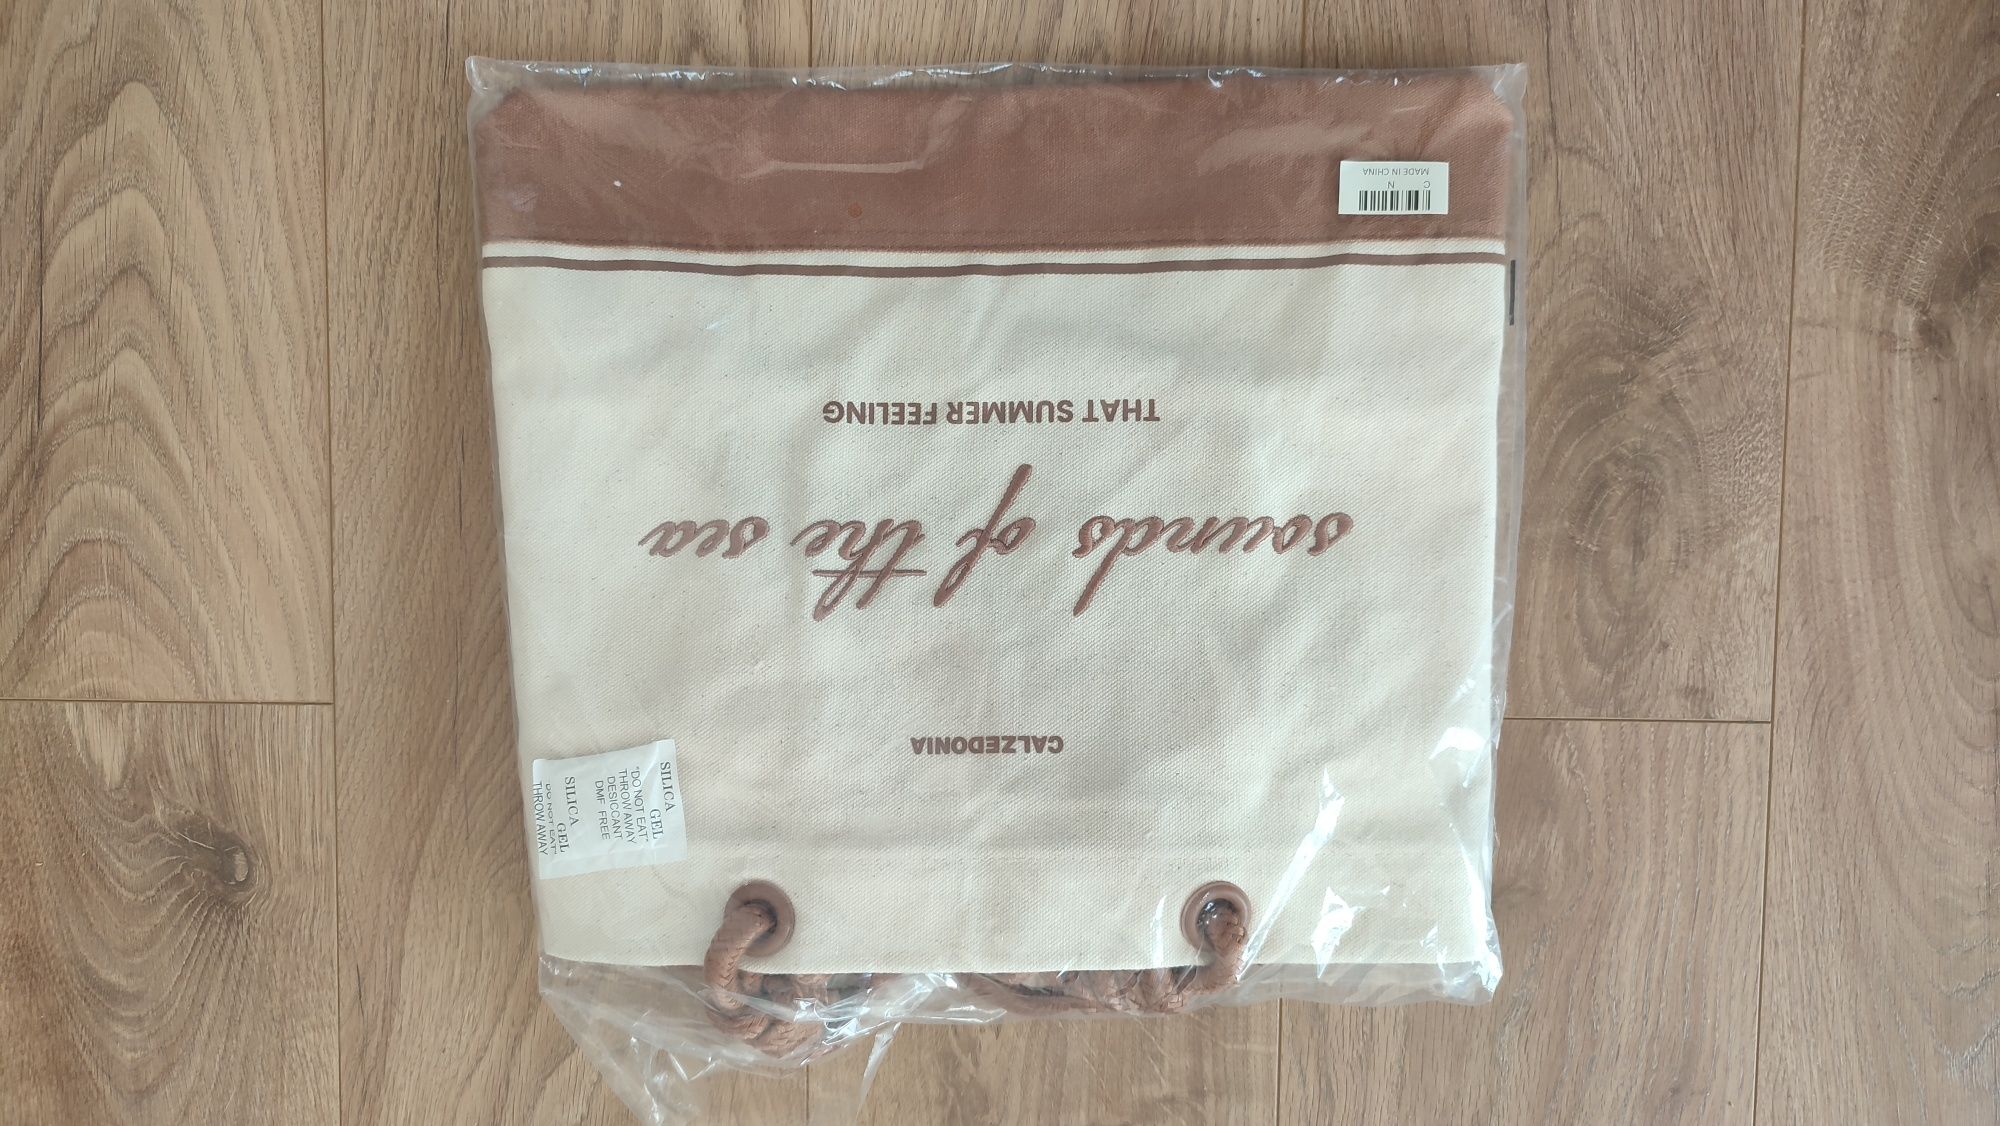 CALZEDONIA
sounds of the sea
THAT SUMMER FEELING
C N
MADE IN CHINA
SILICA GEL
"DO NOT EAT"
THROW AWAY
DESICCANT
DMF FREE
SILICA GEL
"DO NOT EAT"
THROW AWAY